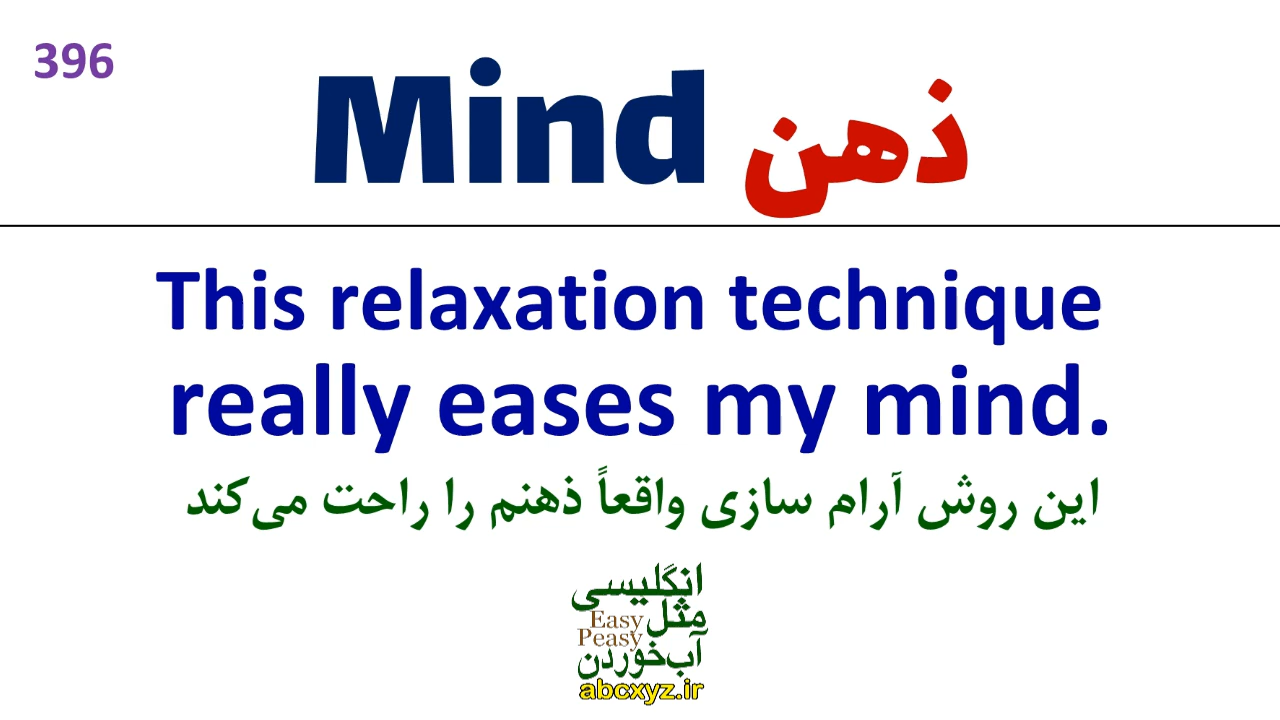 396
Mind ذهن
This relaxation technique
really eases my mind.
این روش آرام سازی واقعاً ذهنم را راحت می‌کند
انگلیسی
مثل
Easy
Peasy
آب‌خوردن
abcxyz.ir